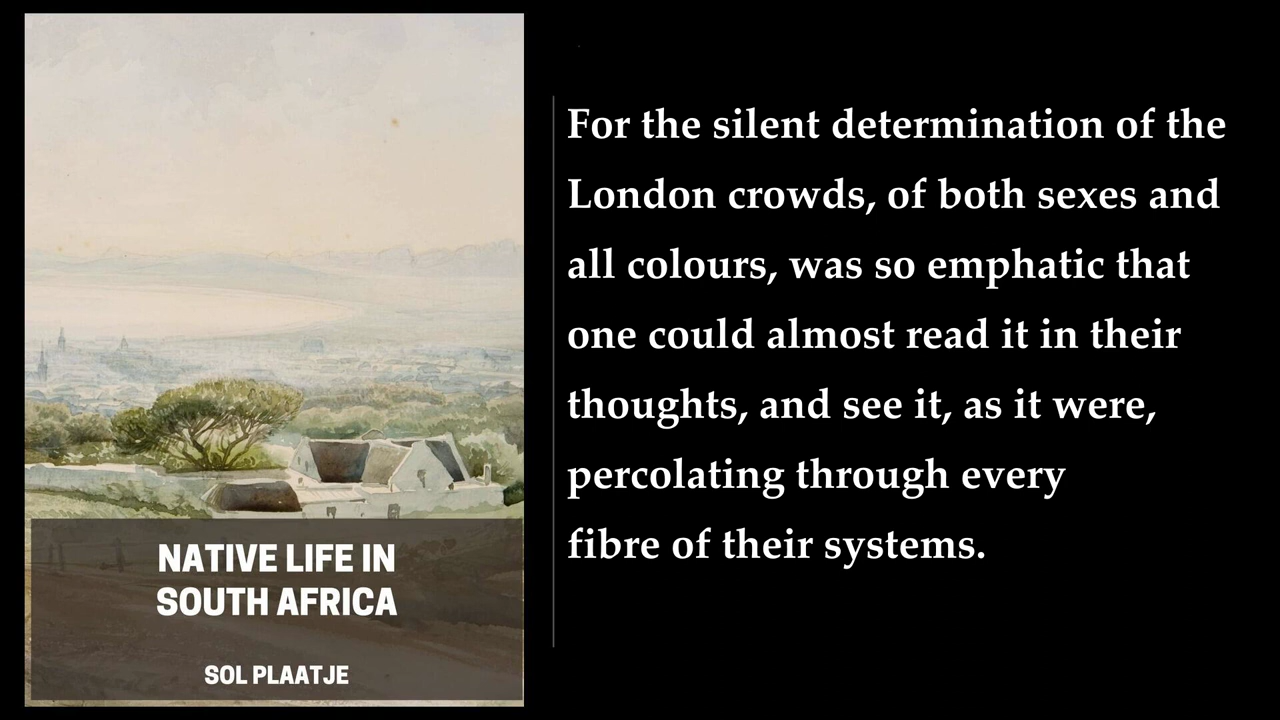 NATIVE LIFE IN
SOUTH AFRICA
SOL PLAATJE
For the silent determination of the
London crowds, of both sexes and
all colours, was so emphatic that
one could almost read it in their
thoughts, and see it, as it were,
percolating through every
fibre of their systems.